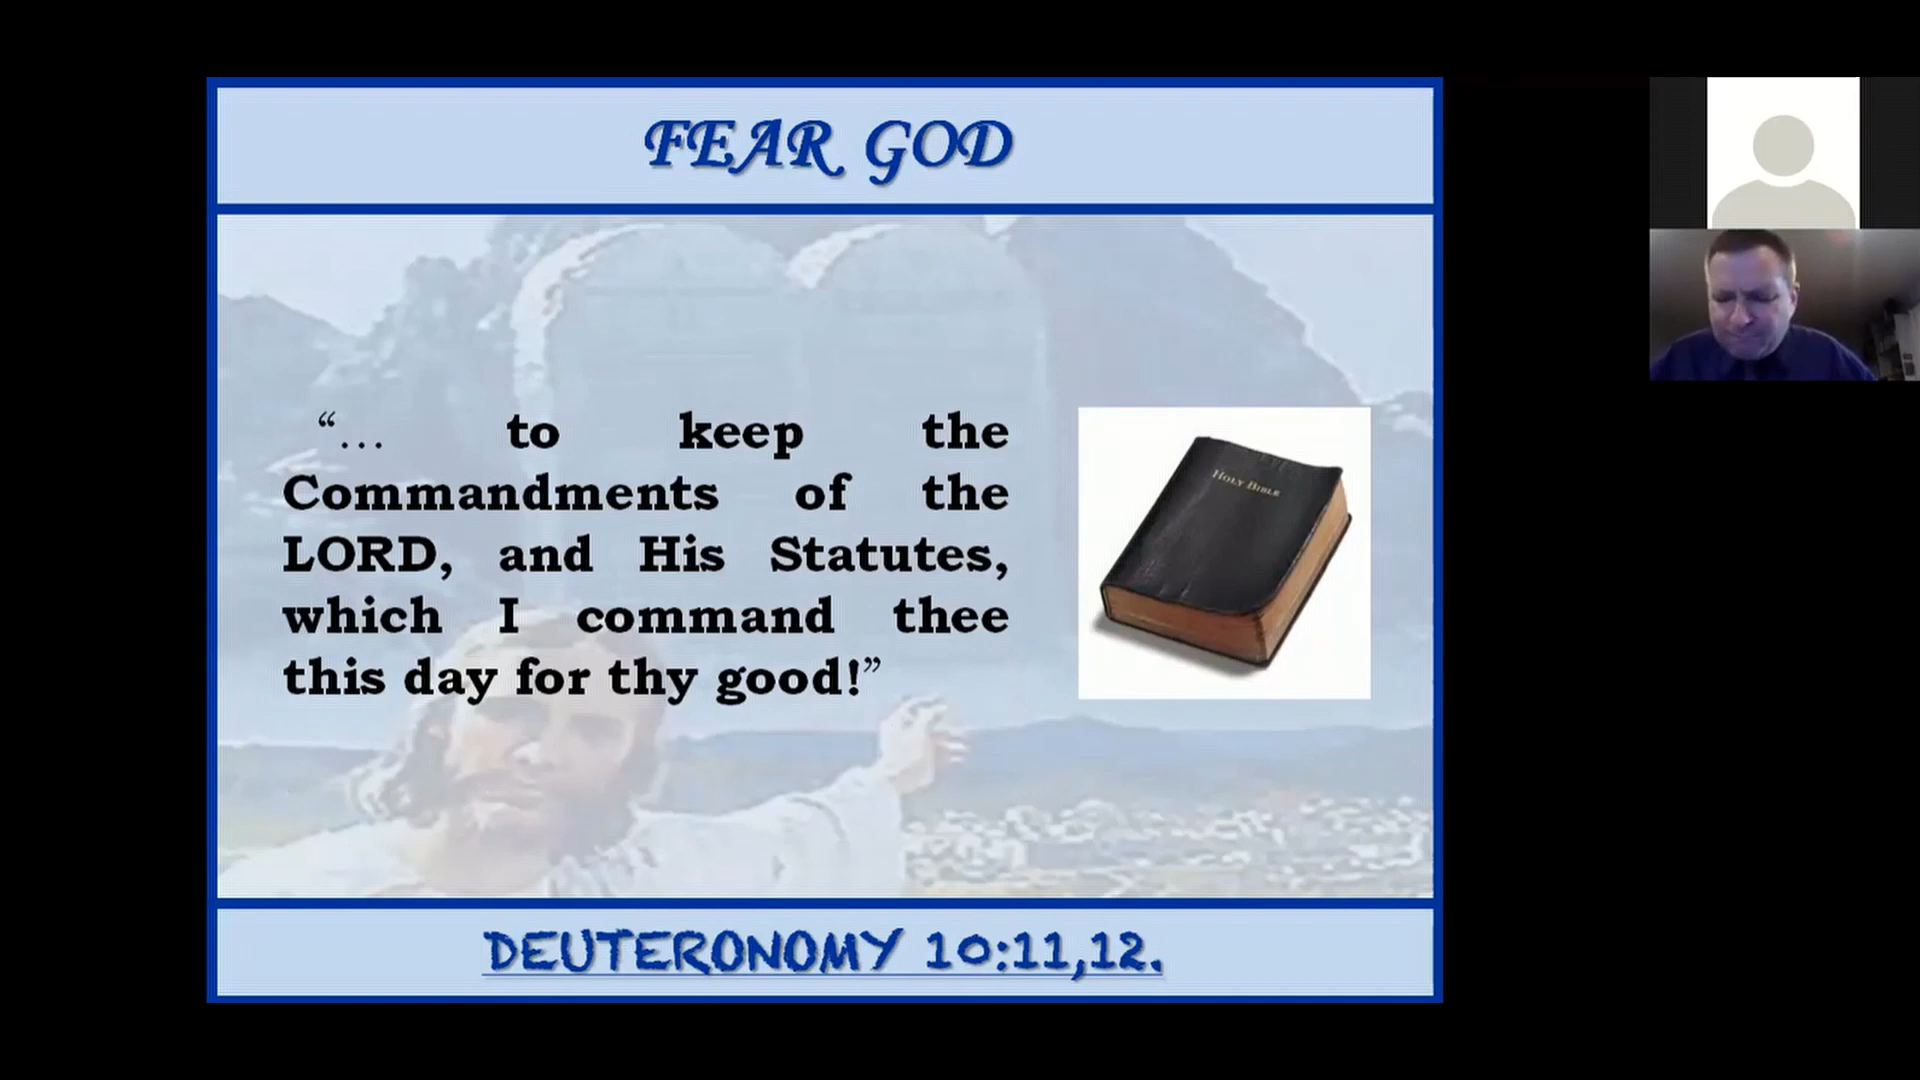 FEAR GOD
“... to keep the
Commandments of the
LORD, and His Statutes,
which I command thee
this day for thy good!”
HOLY BIBLE
DEUTERONOMY 10:11,12.